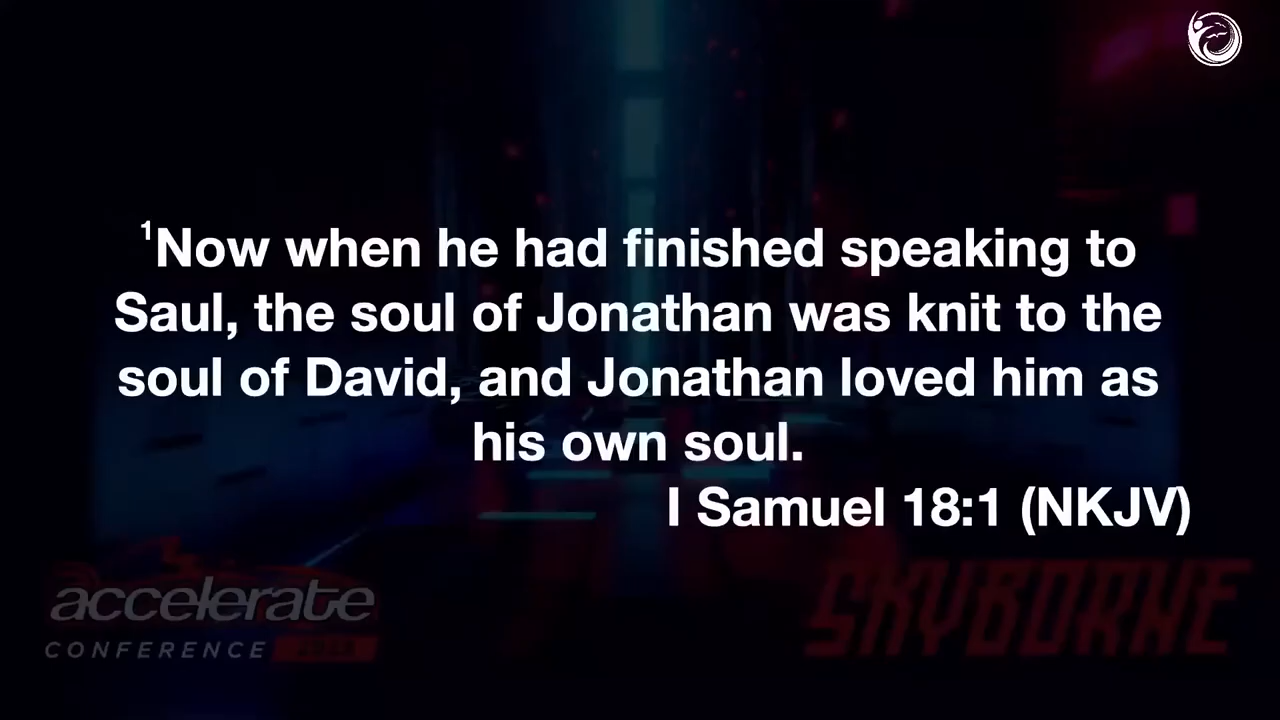 ¹Now when he had finished speaking to
Saul, the soul of Jonathan was knit to the
soul of David, and Jonathan loved him as
his own soul.
I Samuel 18:1 (NKJV)
accelerate
CONFERENCE
SKYBORNE